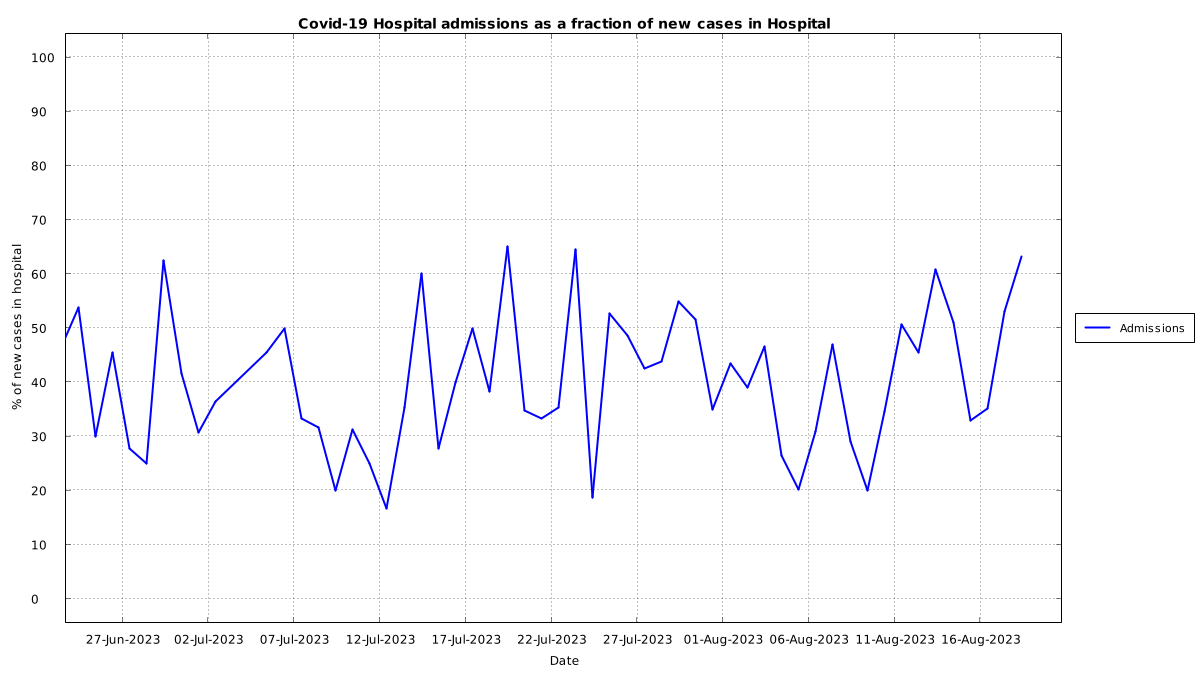 Covid-19 Hospital admissions as a fraction of new cases in Hospital
% of new cases in hospital
100
90
80
70
60
50
40
30
20
10
0
27-Jun-2023 02-Jul-2023 07-Jul-2023 12-Jul-2023 17-Jul-2023 22-Jul-2023 27-Jul-2023 01-Aug-2023 06-Aug-2023 11-Aug-2023 16-Aug-2023
Date
Admissions